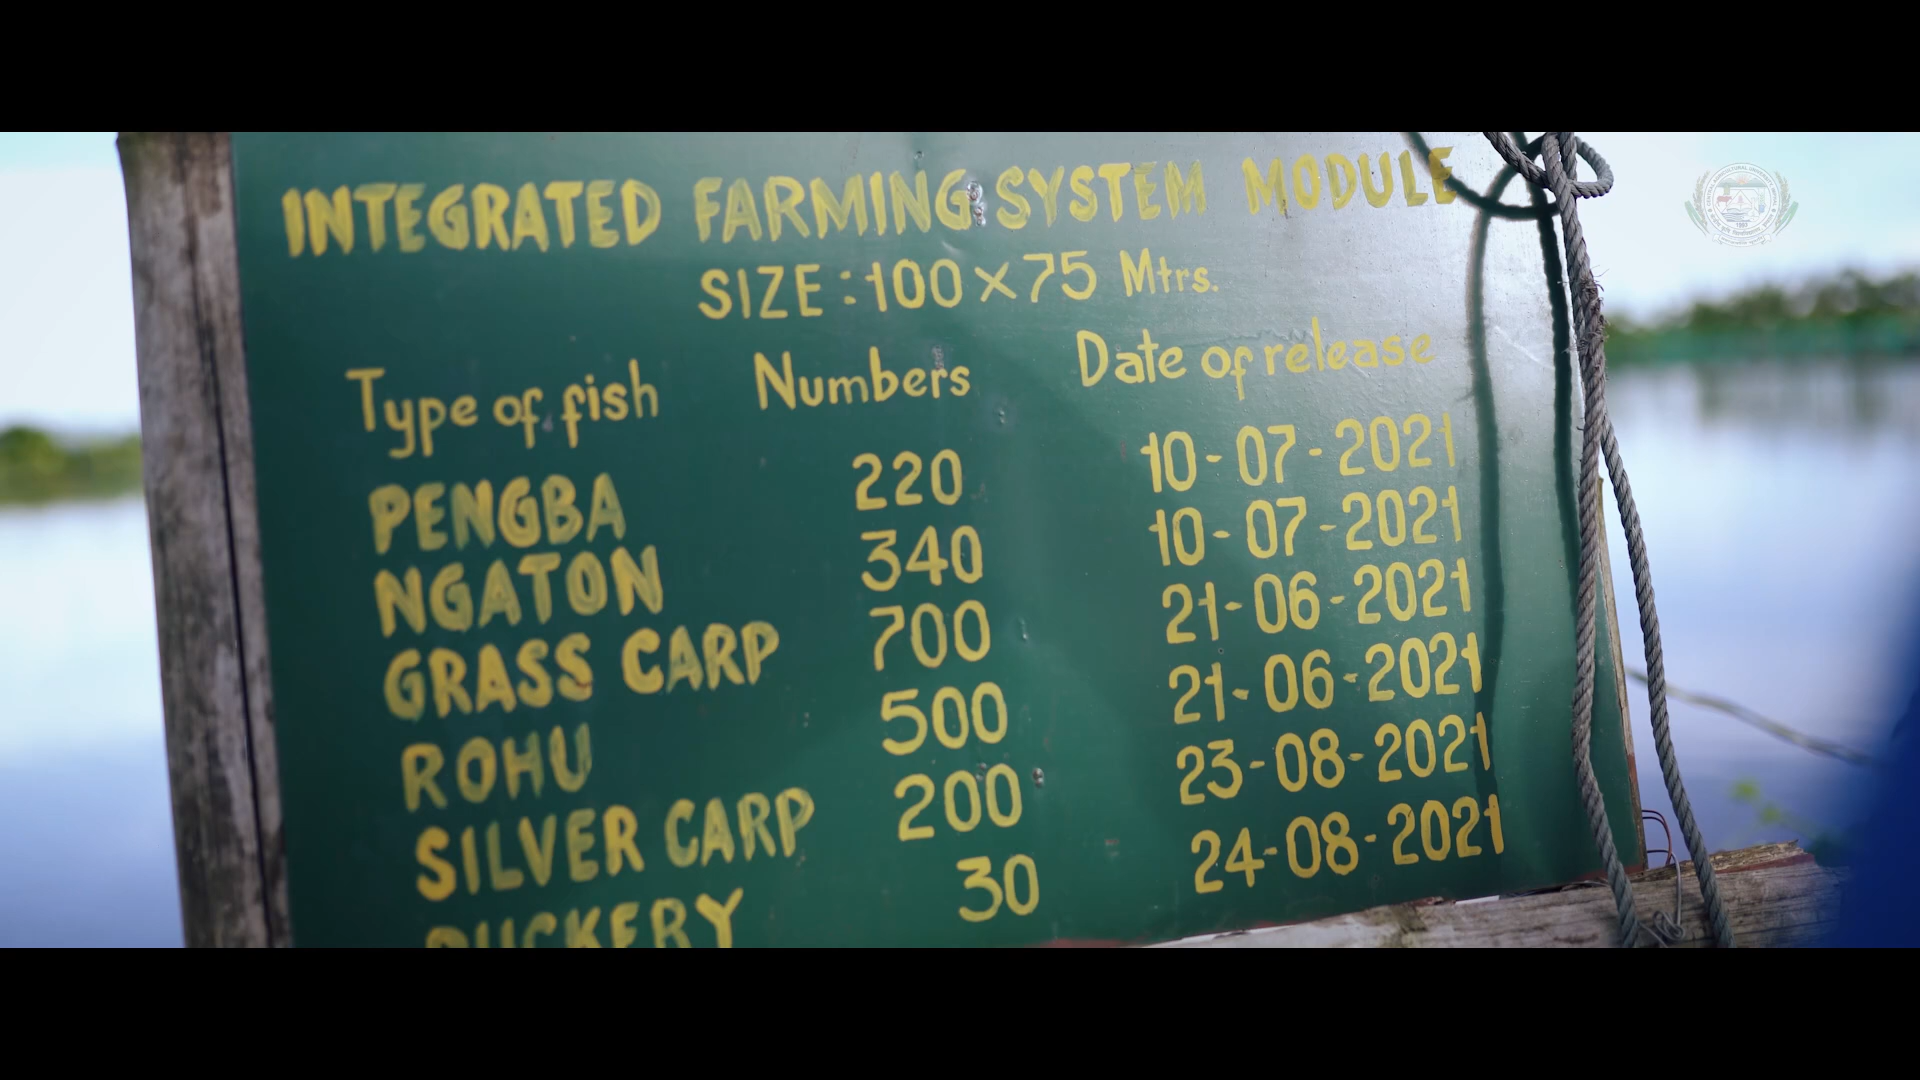 INTEGRATED FARMING SYSTEM MODULE
SIZE : 100 × 75 Mtrs.
Type of fish Numbers Date of release
PENGBA 220 10-07-2021
NGATON 340 10-07-2021
GRASS CARP 700 21-06-2021
ROHU 500 21-06-2021
SILVER CARP 200 23-08-2021
DUCKERY 30 24-08-2021